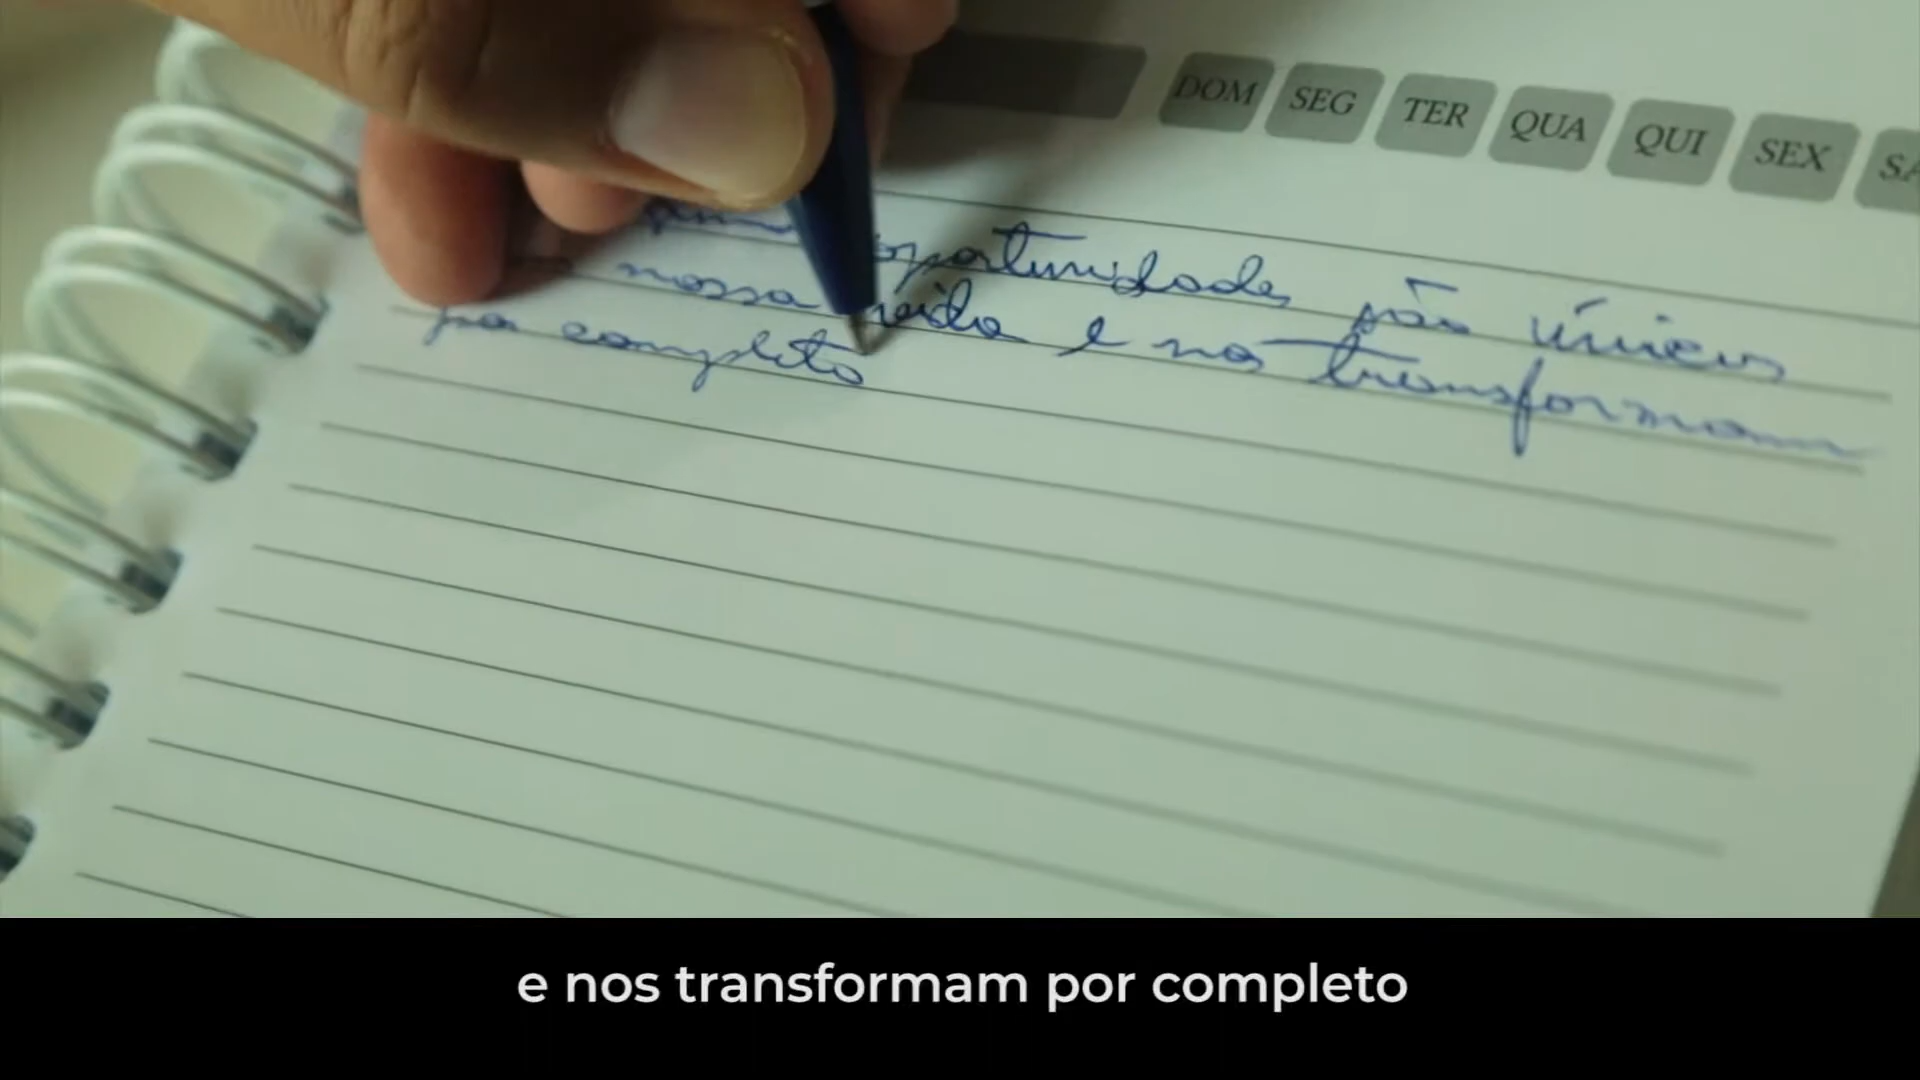 DOM SEG TER QUA QUI SEX
oportunidades são únicas
nossa vida e nos transformam
por completo
e nos transformam por completo